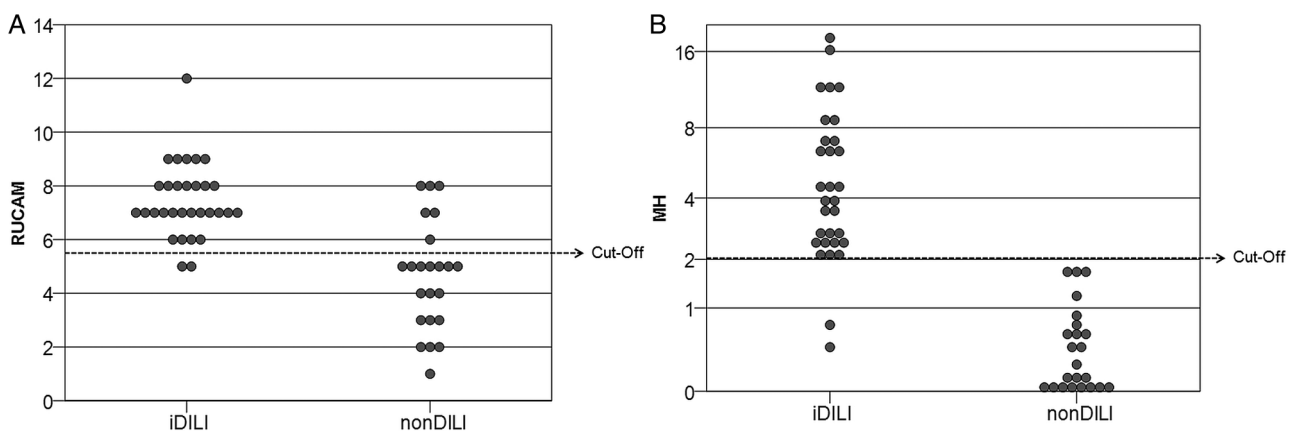 A
14
12
10
8
6
4
2
0
RUCAM
Cut-Off
iDILI
nonDILI
B
16
8
4
2
1
0
MH
Cut-Off
iDILI
nonDILI